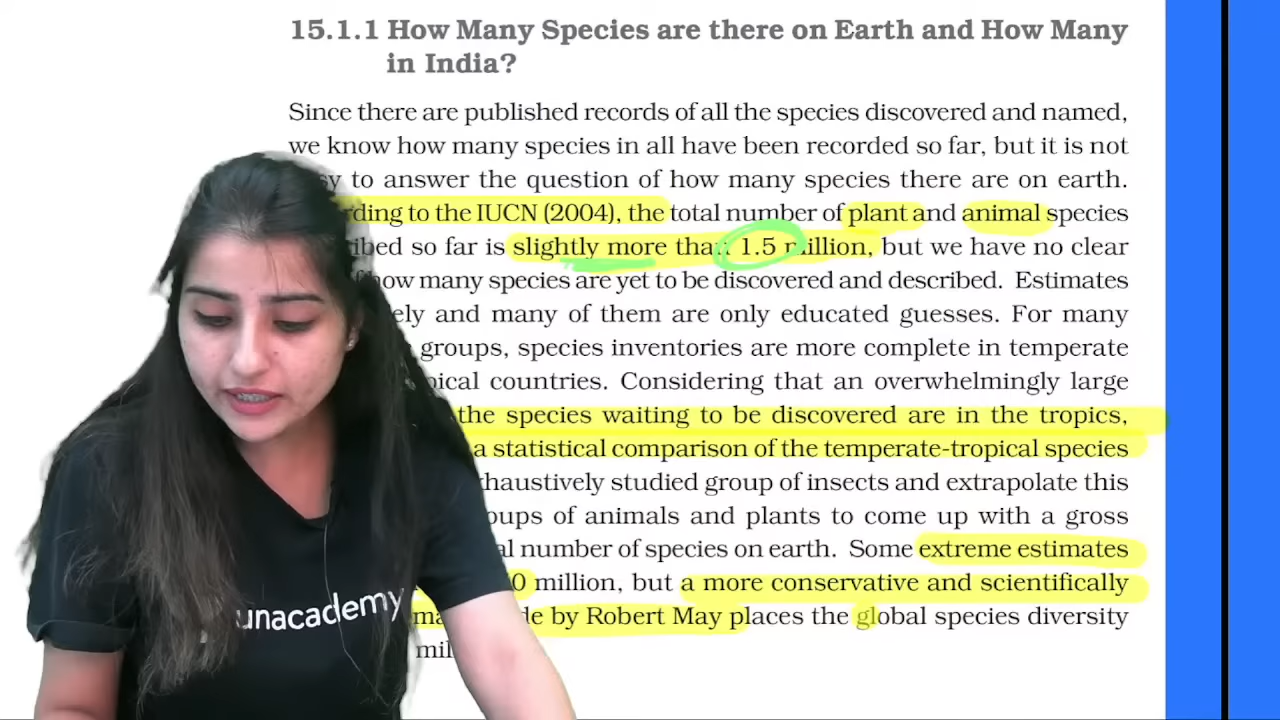 15.1.1 How Many Species are there on Earth and How Many
in India?
Since there are published records of all the species discovered and named,
we know how many species in all have been recorded so far, but it is not
to answer the question of how many species there are on earth.
to the IUCN (2004), the total number of plant and animal species
so far is slightly more than 1.5 million, but we have no clear
how many species are yet to be discovered and described. Estimates
and many of them are only educated guesses. For many
groups, species inventories are more complete in temperate
countries. Considering that an overwhelmingly large
the species waiting to be discovered are in the tropics,
a statistical comparison of the temperate-tropical species
exhaustively studied group of insects and extrapolate this
of animals and plants to come up with a gross
number of species on earth. Some extreme estimates
million, but a more conservative and scientifically
by Robert May places the global species diversity
unacademy